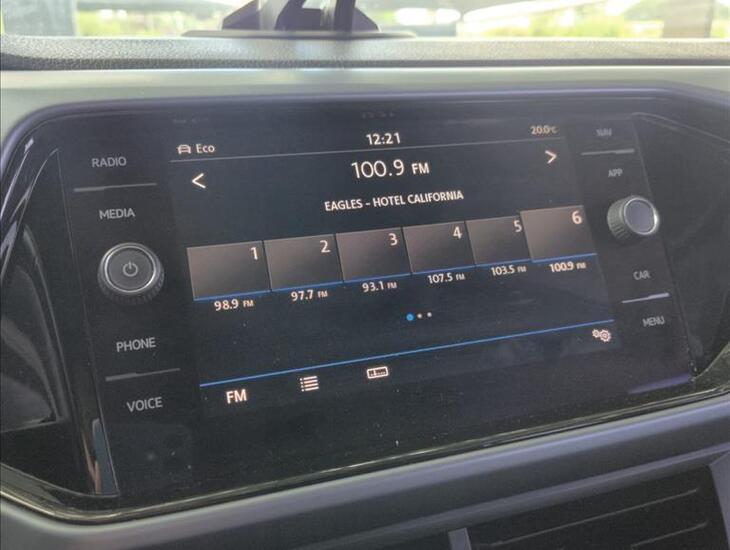 RADIO
MEDIA
PHONE
VOICE
Eco
12:21
20.0°C
100.9 FM
EAGLES - HOTEL CALIFORNIA
1 2 3 4 5 6
98.9 FM 97.7 FM 93.1 FM 107.5 FM 103.5 FM 100.9 FM
FM
NAV
APP
CAR
MENU